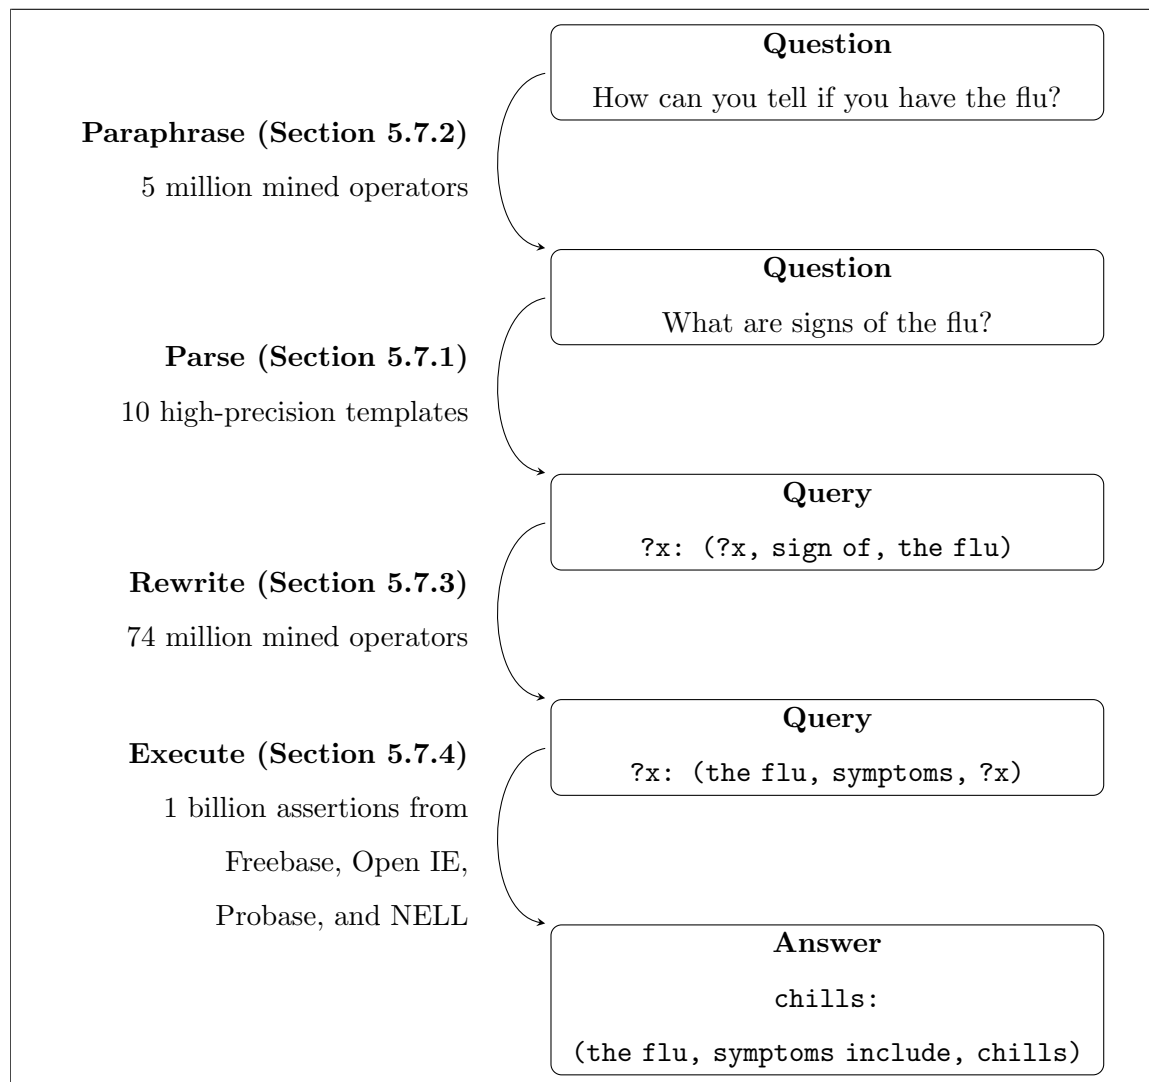 Question
How can you tell if you have the flu?
Paraphrase (Section 5.7.2)
5 million mined operators
Question
What are signs of the flu?
Parse (Section 5.7.1)
10 high-precision templates
Query
?x: (?x, sign of, the flu)
Rewrite (Section 5.7.3)
74 million mined operators
Query
?x: (the flu, symptoms, ?x)
Execute (Section 5.7.4)
1 billion assertions from
Freebase, Open IE,
Probase, and NELL
Answer
chills:
(the flu, symptoms include, chills)